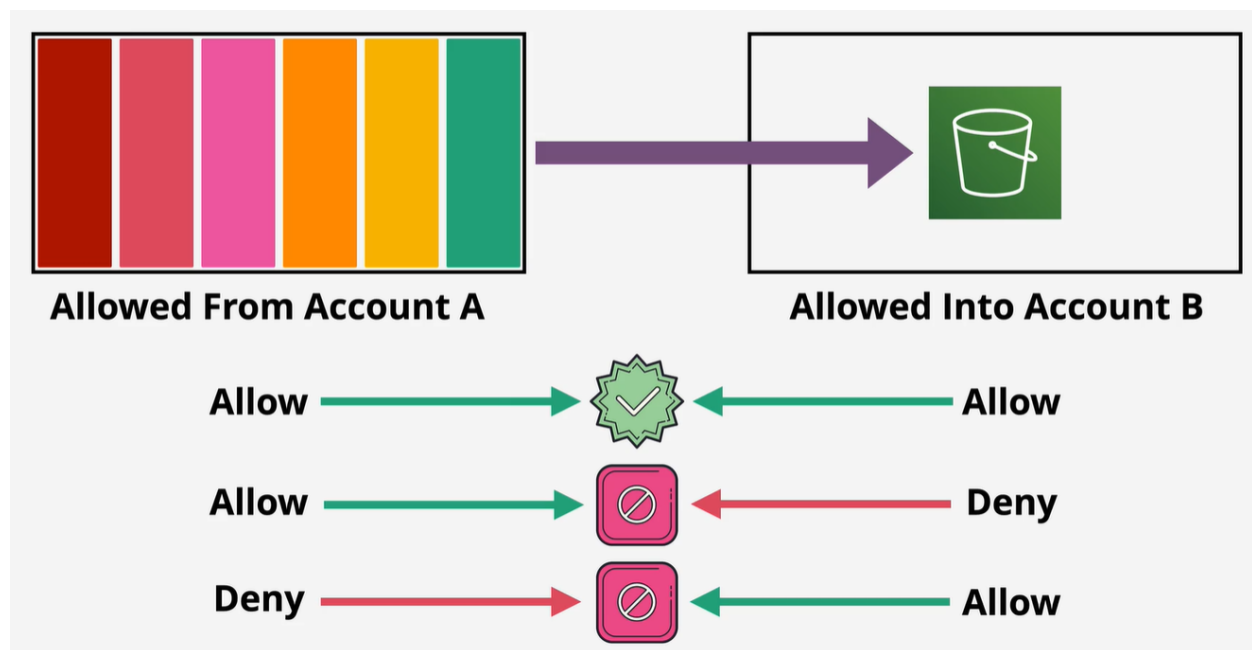 Allowed From Account A
Allowed Into Account B
Allow
Allow
Allow
Deny
Deny
Allow